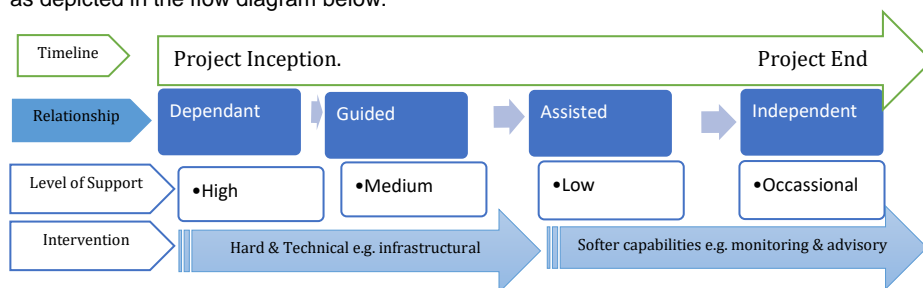 as depicted in the flow diagram below.
Timeline
Project Inception. Project End
Relationship
Dependant
Guided
Assisted
Independent
Level of Support
•High
•Medium
•Low
•Occassional
Intervention
Hard & Technical e.g. infrastructural
Softer capabilities e.g. monitoring & advisory